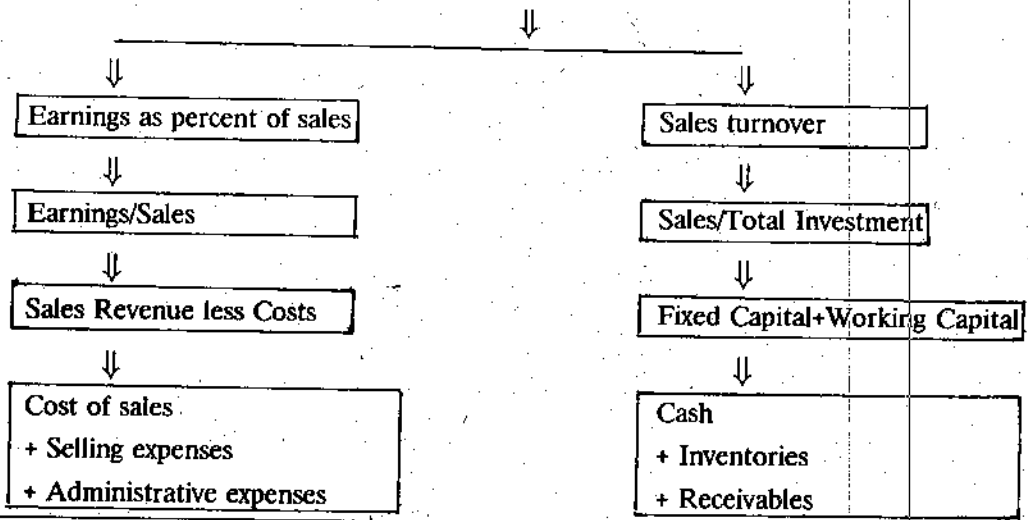 ⇓
⇓
Earnings as percent of sales
⇓
Earnings/Sales
⇓
Sales Revenue less Costs
⇓
Cost of sales
+ Selling expenses
+ Administrative expenses
⇓
Sales turnover
⇓
Sales/Total Investment
⇓
Fixed Capital+Working Capital
⇓
Cash
+ Inventories
+ Receivables